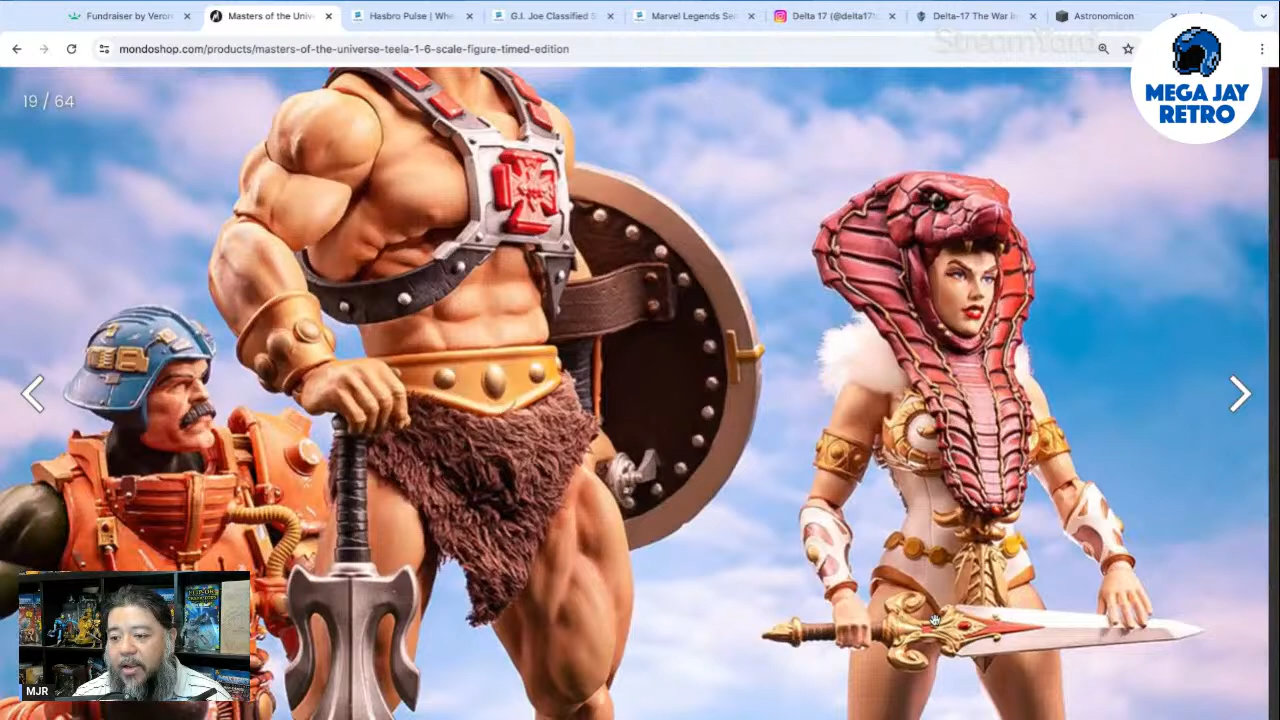 Fundraiser by Veron
Masters of the Univ
Hasbro Pulse | Whe
G.I. Joe Classified S
Marvel Legends Ser
Delta 17 (@delta17
Delta-17 The War in
Astronomicon
mondoshop.com/products/masters-of-the-universe-teela-1-6-scale-figure-timed-edition
StreamYard
MEGA JAY
RETRO
19 / 64
MJR